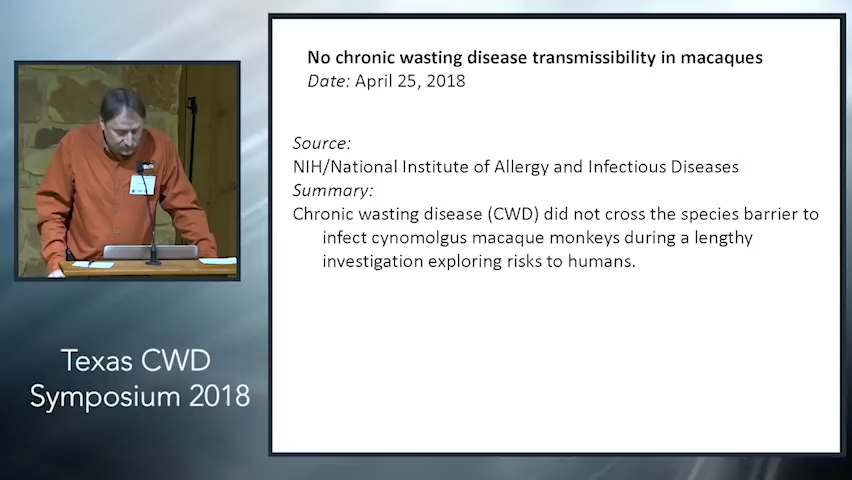 No chronic wasting disease transmissibility in macaques
Date: April 25, 2018
Source:
NIH/National Institute of Allergy and Infectious Diseases
Summary:
Chronic wasting disease (CWD) did not cross the species barrier to
infect cynomolgus macaque monkeys during a lengthy
investigation exploring risks to humans.
Texas CWD
Symposium 2018